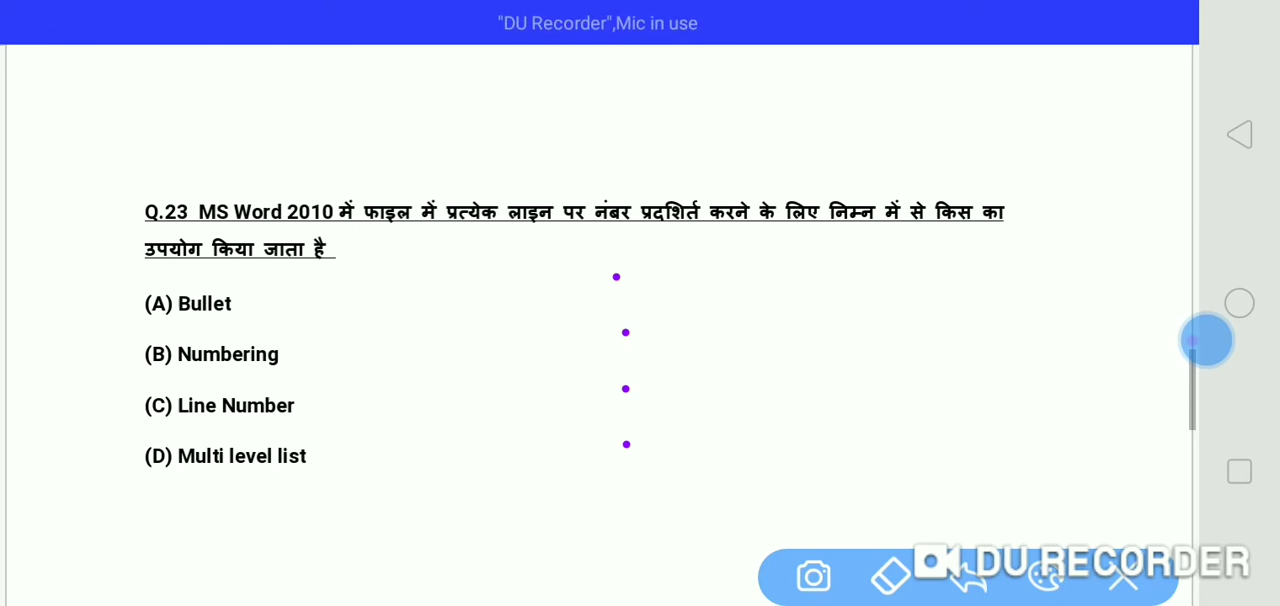 "DU Recorder",Mic in use
Q.23 MS Word 2010 में फाइल में प्रत्येक लाइन पर नंबर प्रदशिर्त करने के लिए निम्न में से किस का
उपयोग किया जाता है
(A) Bullet
(B) Numbering
(C) Line Number
(D) Multi level list
DU RECORDER